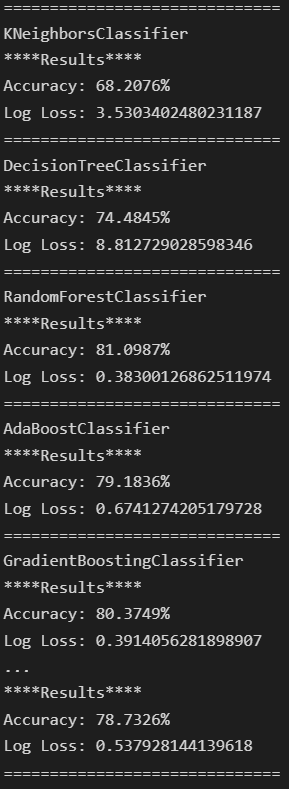 ==============================
KNeighborsClassifier
****Results****
Accuracy: 68.2076%
Log Loss: 3.5303402480231187
==============================
DecisionTreeClassifier
****Results****
Accuracy: 74.4845%
Log Loss: 8.812729028598346
==============================
RandomForestClassifier
****Results****
Accuracy: 81.0987%
Log Loss: 0.38300126862511974
==============================
AdaBoostClassifier
****Results****
Accuracy: 79.1836%
Log Loss: 0.6741274205179728
==============================
GradientBoostingClassifier
****Results****
Accuracy: 80.3749%
Log Loss: 0.3914056281898907
...
****Results****
Accuracy: 78.7326%
Log Loss: 0.537928144139618
==============================